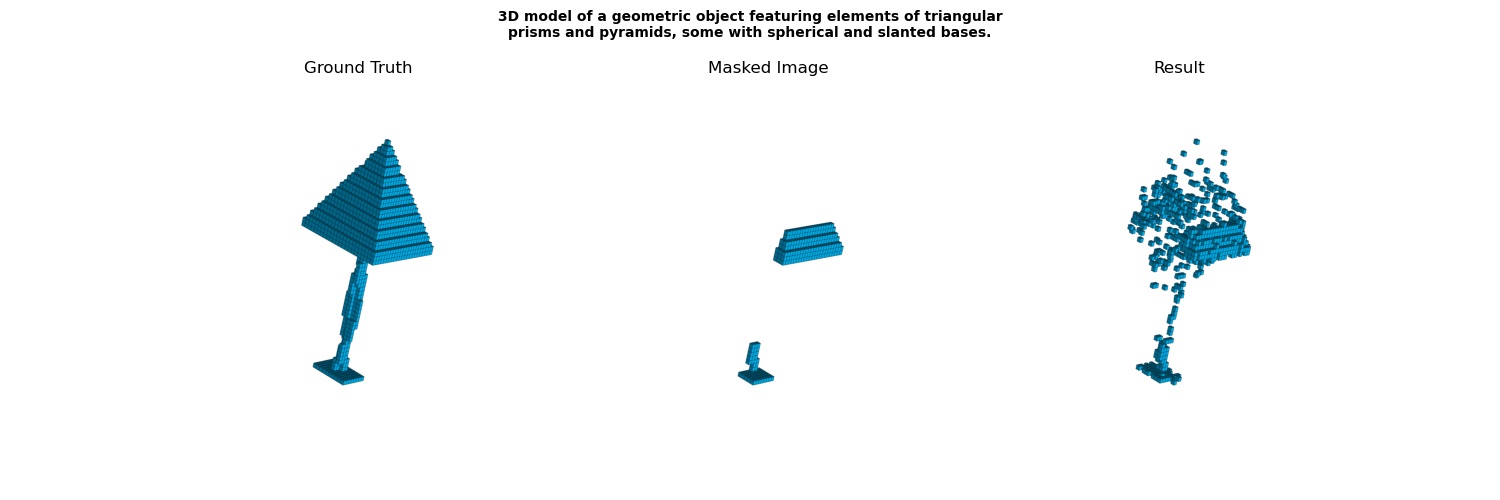 3D model of a geometric object featuring elements of triangular
prisms and pyramids, some with spherical and slanted bases.
Ground Truth
Masked Image
Result